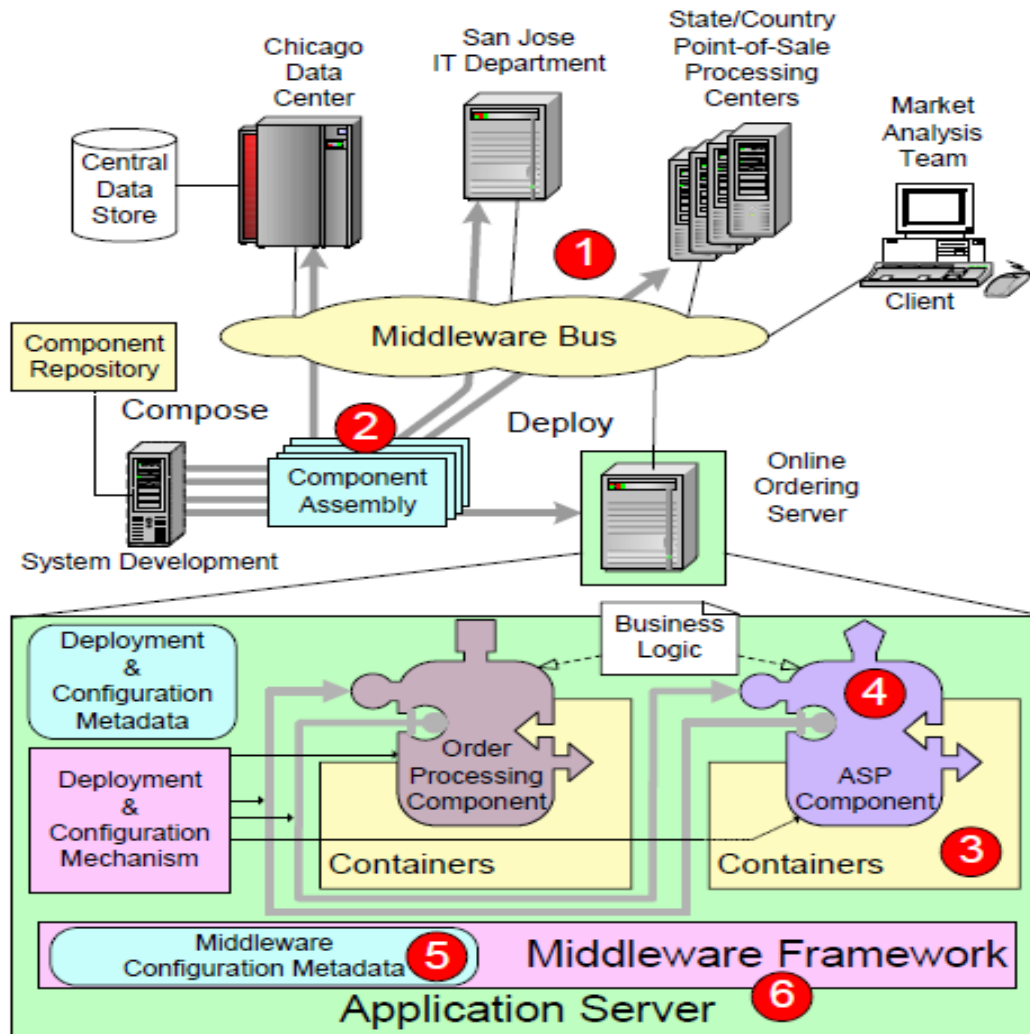 Chicago
Data
Center
San Jose
IT Department
State/Country
Point-of-Sale
Processing
Centers
Market
Analysis
Team
Central
Data
Store
1
Client
Middleware Bus
Component
Repository
Compose
2
Deploy
Component
Assembly
Online
Ordering
Server
System Development
Deployment
&
Configuration
Metadata
Business
Logic
4
Deployment
&
Configuration
Mechanism
Order
Processing
Component
ASP
Component
Containers
Containers
3
Middleware
Configuration Metadata
5
Middleware Framework
6
Application Server